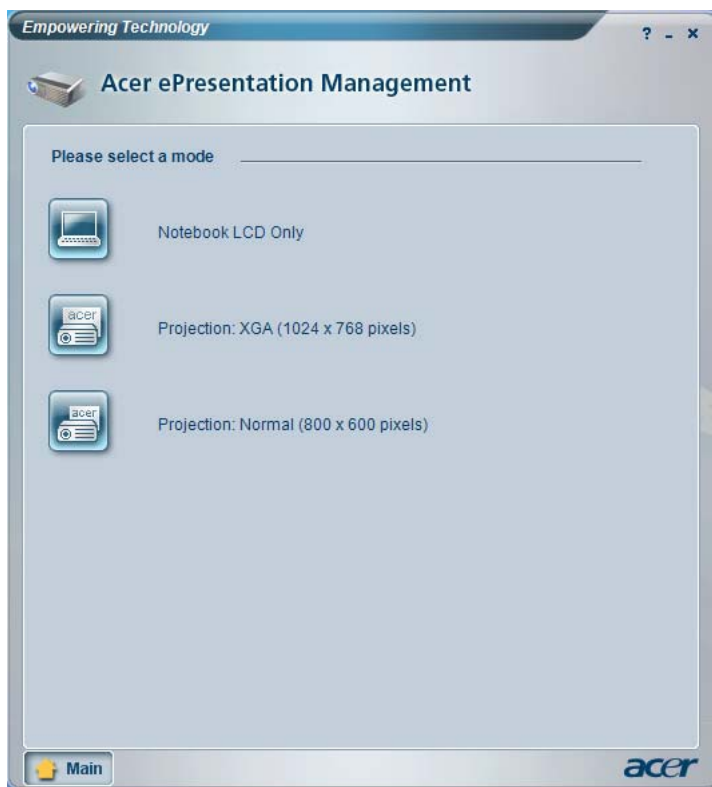 Empowering Technology
? - ×
Acer ePresentation Management
Please select a mode
Notebook LCD Only
acer
Projection: XGA (1024 x 768 pixels)
acer
Projection: Normal (800 x 600 pixels)
Main
acer